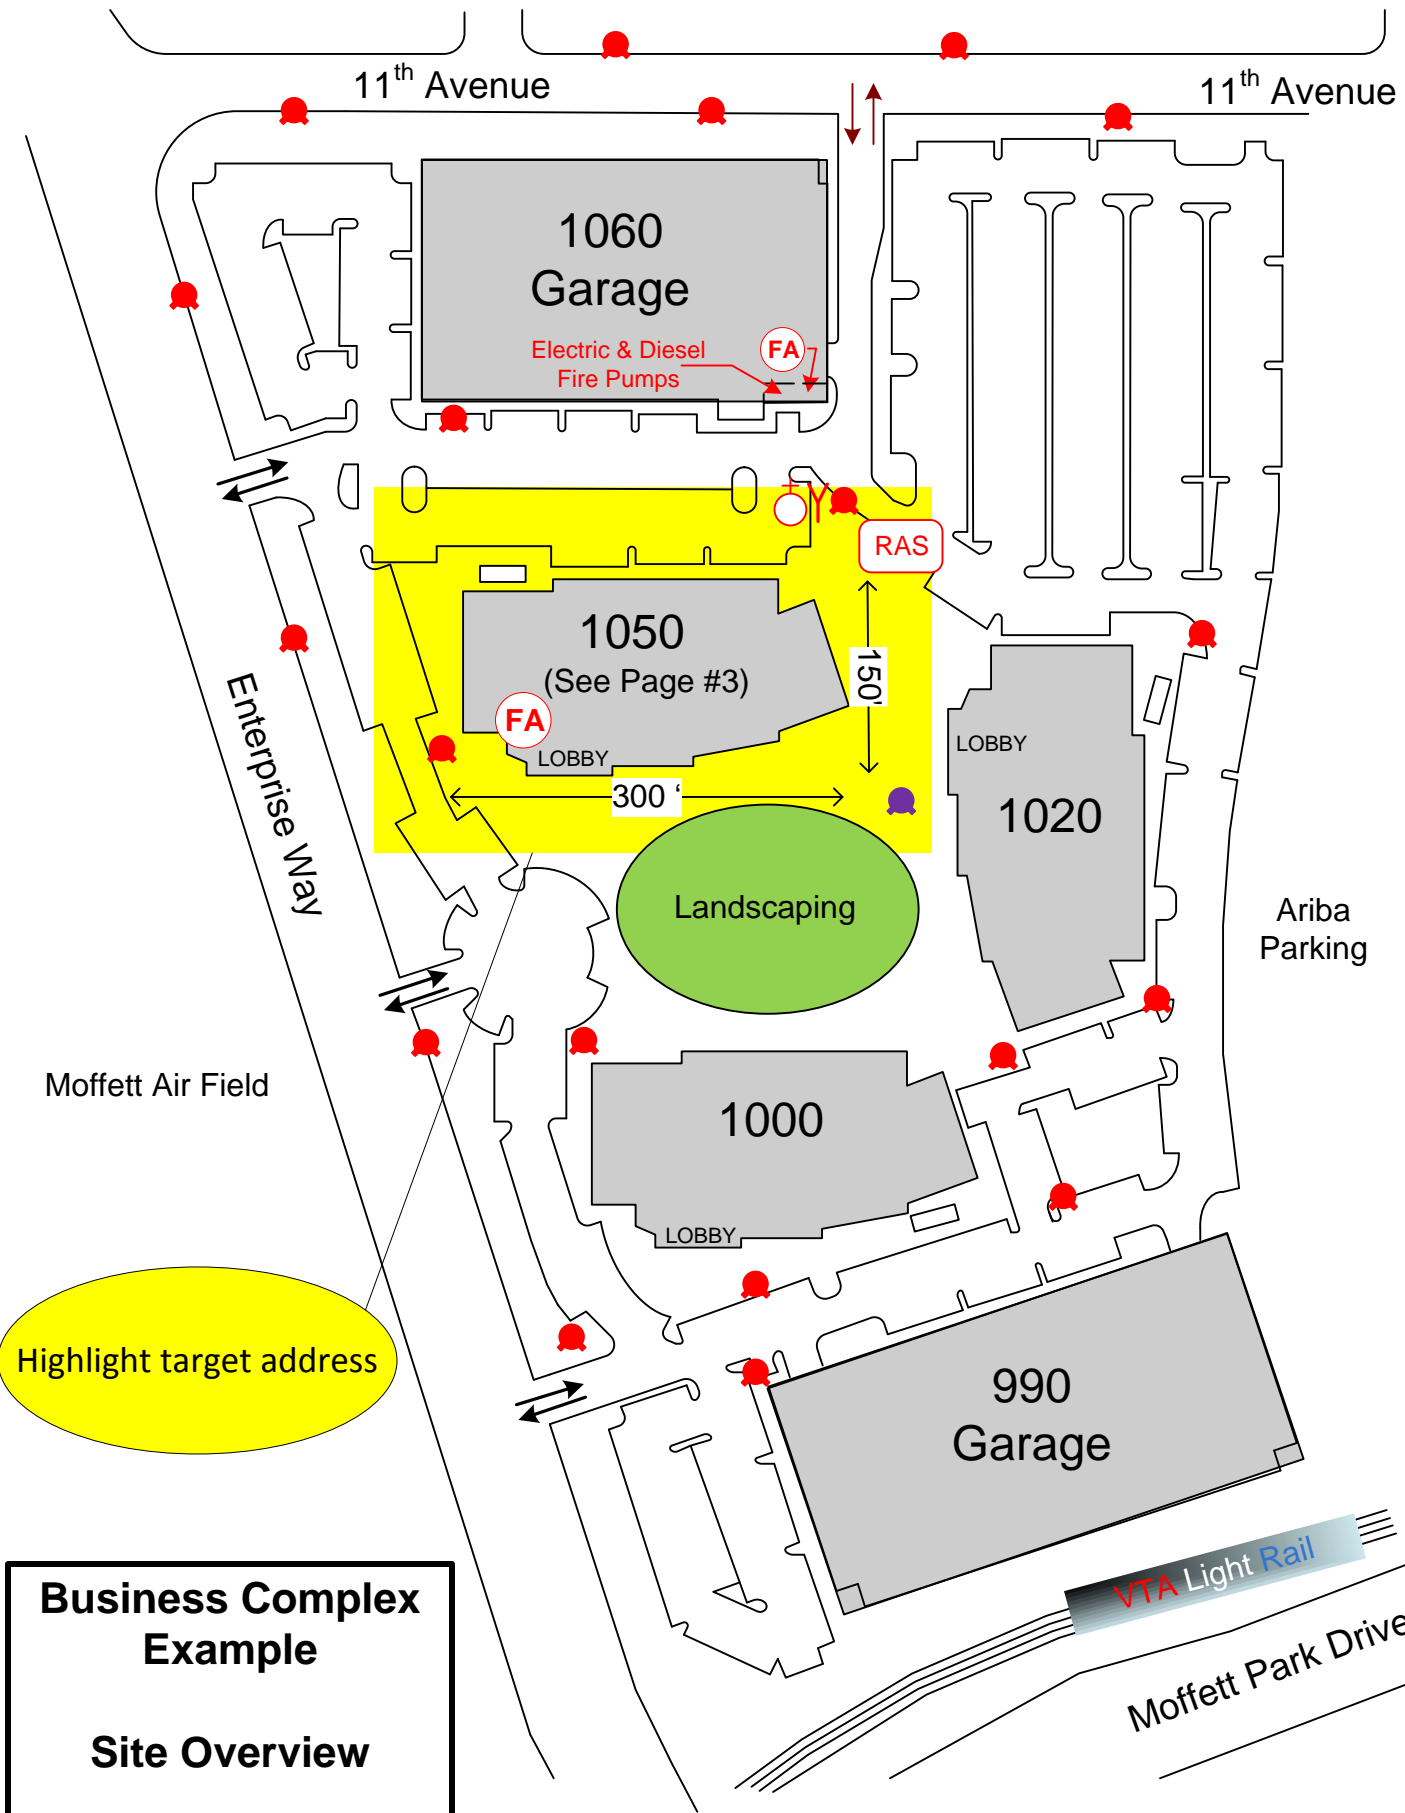 11th Avenue
11th Avenue
1060
Garage
Electric & Diesel
Fire Pumps
FA
Y
RAS
1050
(See Page #3)
150'
FA
LOBBY
300 ‘
Enterprise Way
LOBBY
1020
Landscaping
Ariba
Parking
Moffett Air Field
1000
LOBBY
Highlight target address
990
Garage
VTA Light Rail
Moffett Park Drive
Business Complex
Example
Site Overview